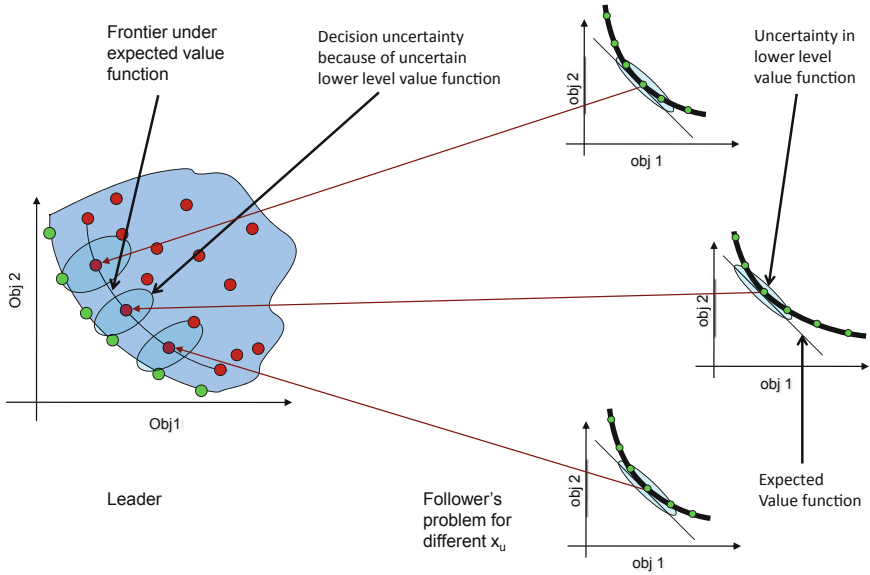 Frontier under
expected value
function
Decision uncertainty
because of uncertain
lower level value function
Uncertainty in
lower level
value function
obj 2
obj 1
Obj 2
Obj1
obj 2
obj 1
obj 2
obj 1
Expected
Value function
Leader
Follower's
problem for
different xᵤ